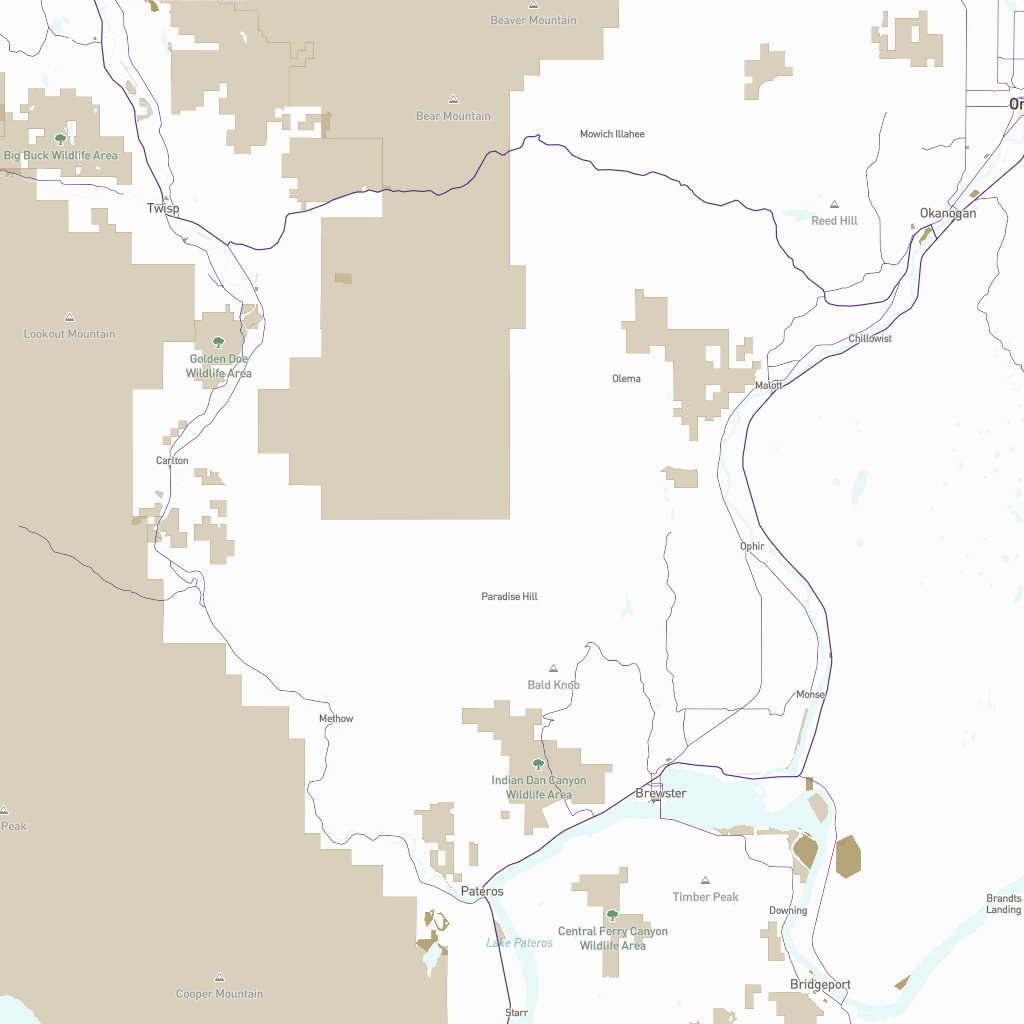 Beaver Mountain
Bear Mountain
Mowich Illahee
Big Buck Wildlife Area
Twisp
Reed Hill
Okanogan
Lookout Mountain
Golden Doe
Wildlife Area
Chillowist
Olema
Malott
Carlton
Ophir
Paradise Hill
Bald Knob
Monse
Methow
Indian Dan Canyon
Wildlife Area
Brewster
Peak
Pateros
Timber Peak
Brandts
Landing
Downing
Central Ferry Canyon
Wildlife Area
Lake Pateros
Cooper Mountain
Bridgeport
Starr